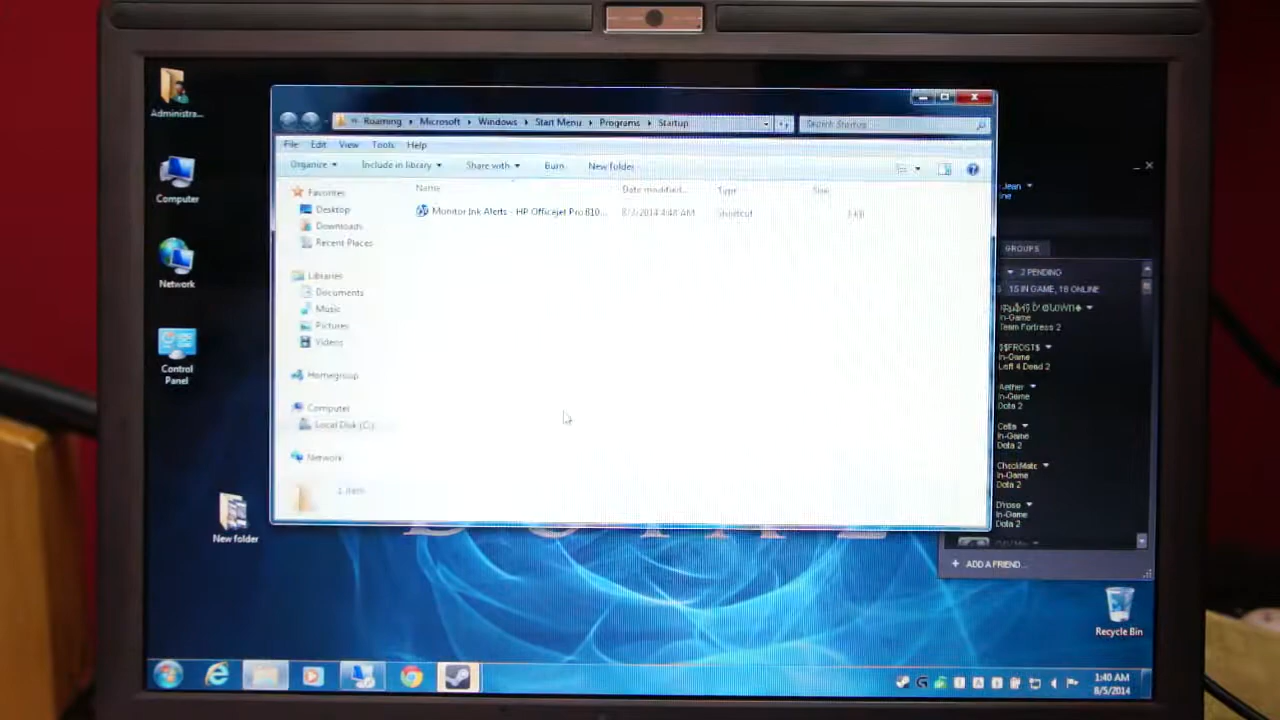 Administra...
Computer
Network
Control
Panel
New folder
« Roaming Microsoft Windows Start Menu Programs Startup
Search Startup
File Edit View Tools Help
Organize Include in library Share with Burn New folder
Name Date modified... Type Size
Monitor Ink Alerts - HP Officejet Pro 810... 8/2/2014 4:48 AM Shortcut 3 KB
Favorites
Desktop
Downloads
Recent Places
Libraries
Documents
Music
Pictures
Videos
Homegroup
Computer
Local Disk (C:)
Network
1 item
Jean
GROUPS
2 PENDING
15 IN GAME, 18 ONLINE
In-Game
Team Fortress 2
$$FROST$
In-Game
Left 4 Dead 2
Aether
In-Game
Dota 2
In-Game
Dota 2
CheckMate
In-Game
Dota 2
In-Game
Dota 2
+ ADD A FRIEND...
Recycle Bin
1:40 AM
8/5/2014